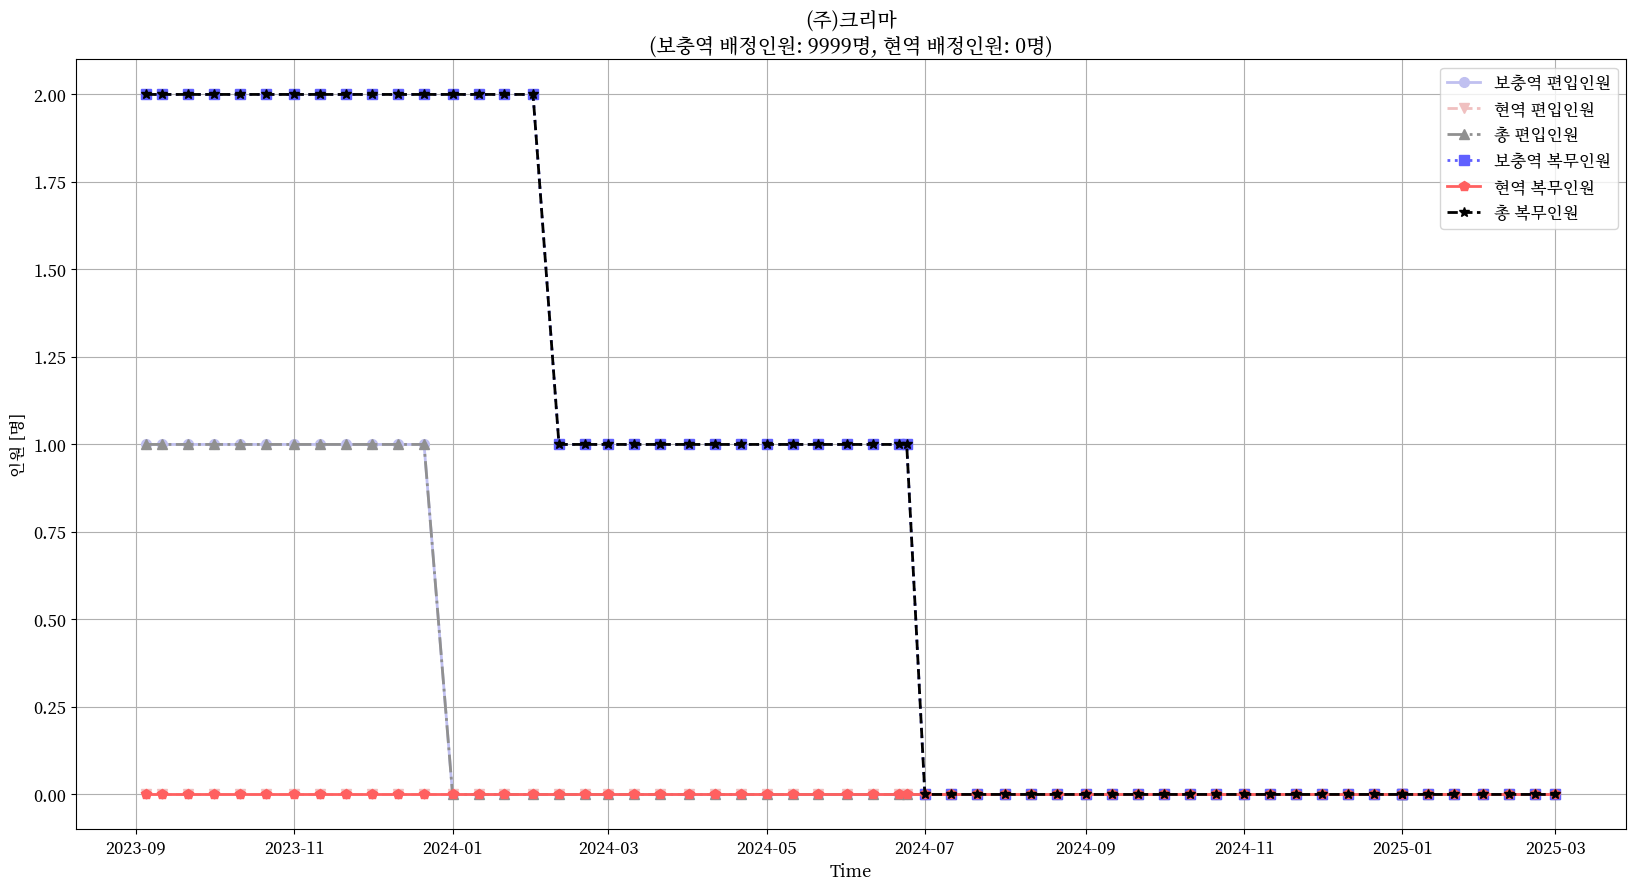 (주)크리마
(보충역 배정인원: 9999명, 현역 배정인원: 0명)
보충역 편입인원
현역 편입인원
총 편입인원
보충역 복무인원
현역 복무인원
총 복무인원
인원 [명]
2.00
1.75
1.50
1.25
1.00
0.75
0.50
0.25
0.00
2023-09
2023-11
2024-01
2024-03
2024-05
2024-07
2024-09
2024-11
2025-01
2025-03
Time